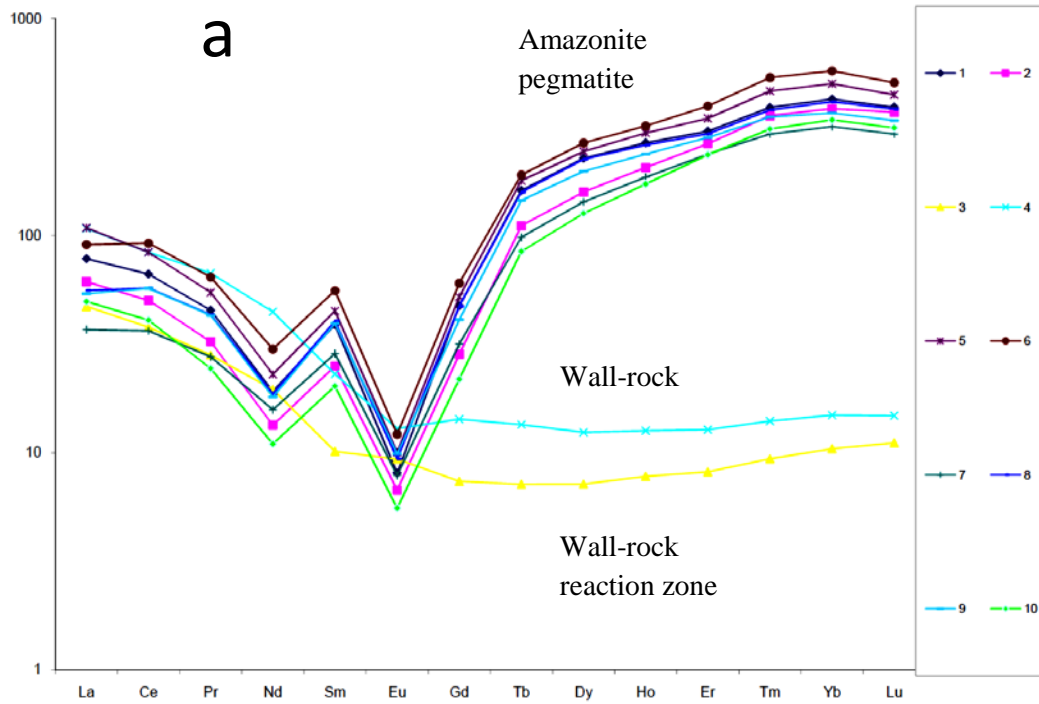 1000
a
Amazonite
pegmatite
1
2
100
3
4
5
6
Wall-rock
10
7
8
Wall-rock
reaction zone
9
10
1
La Ce Pr Nd Sm Eu Gd Tb Dy Ho Er Tm Yb Lu